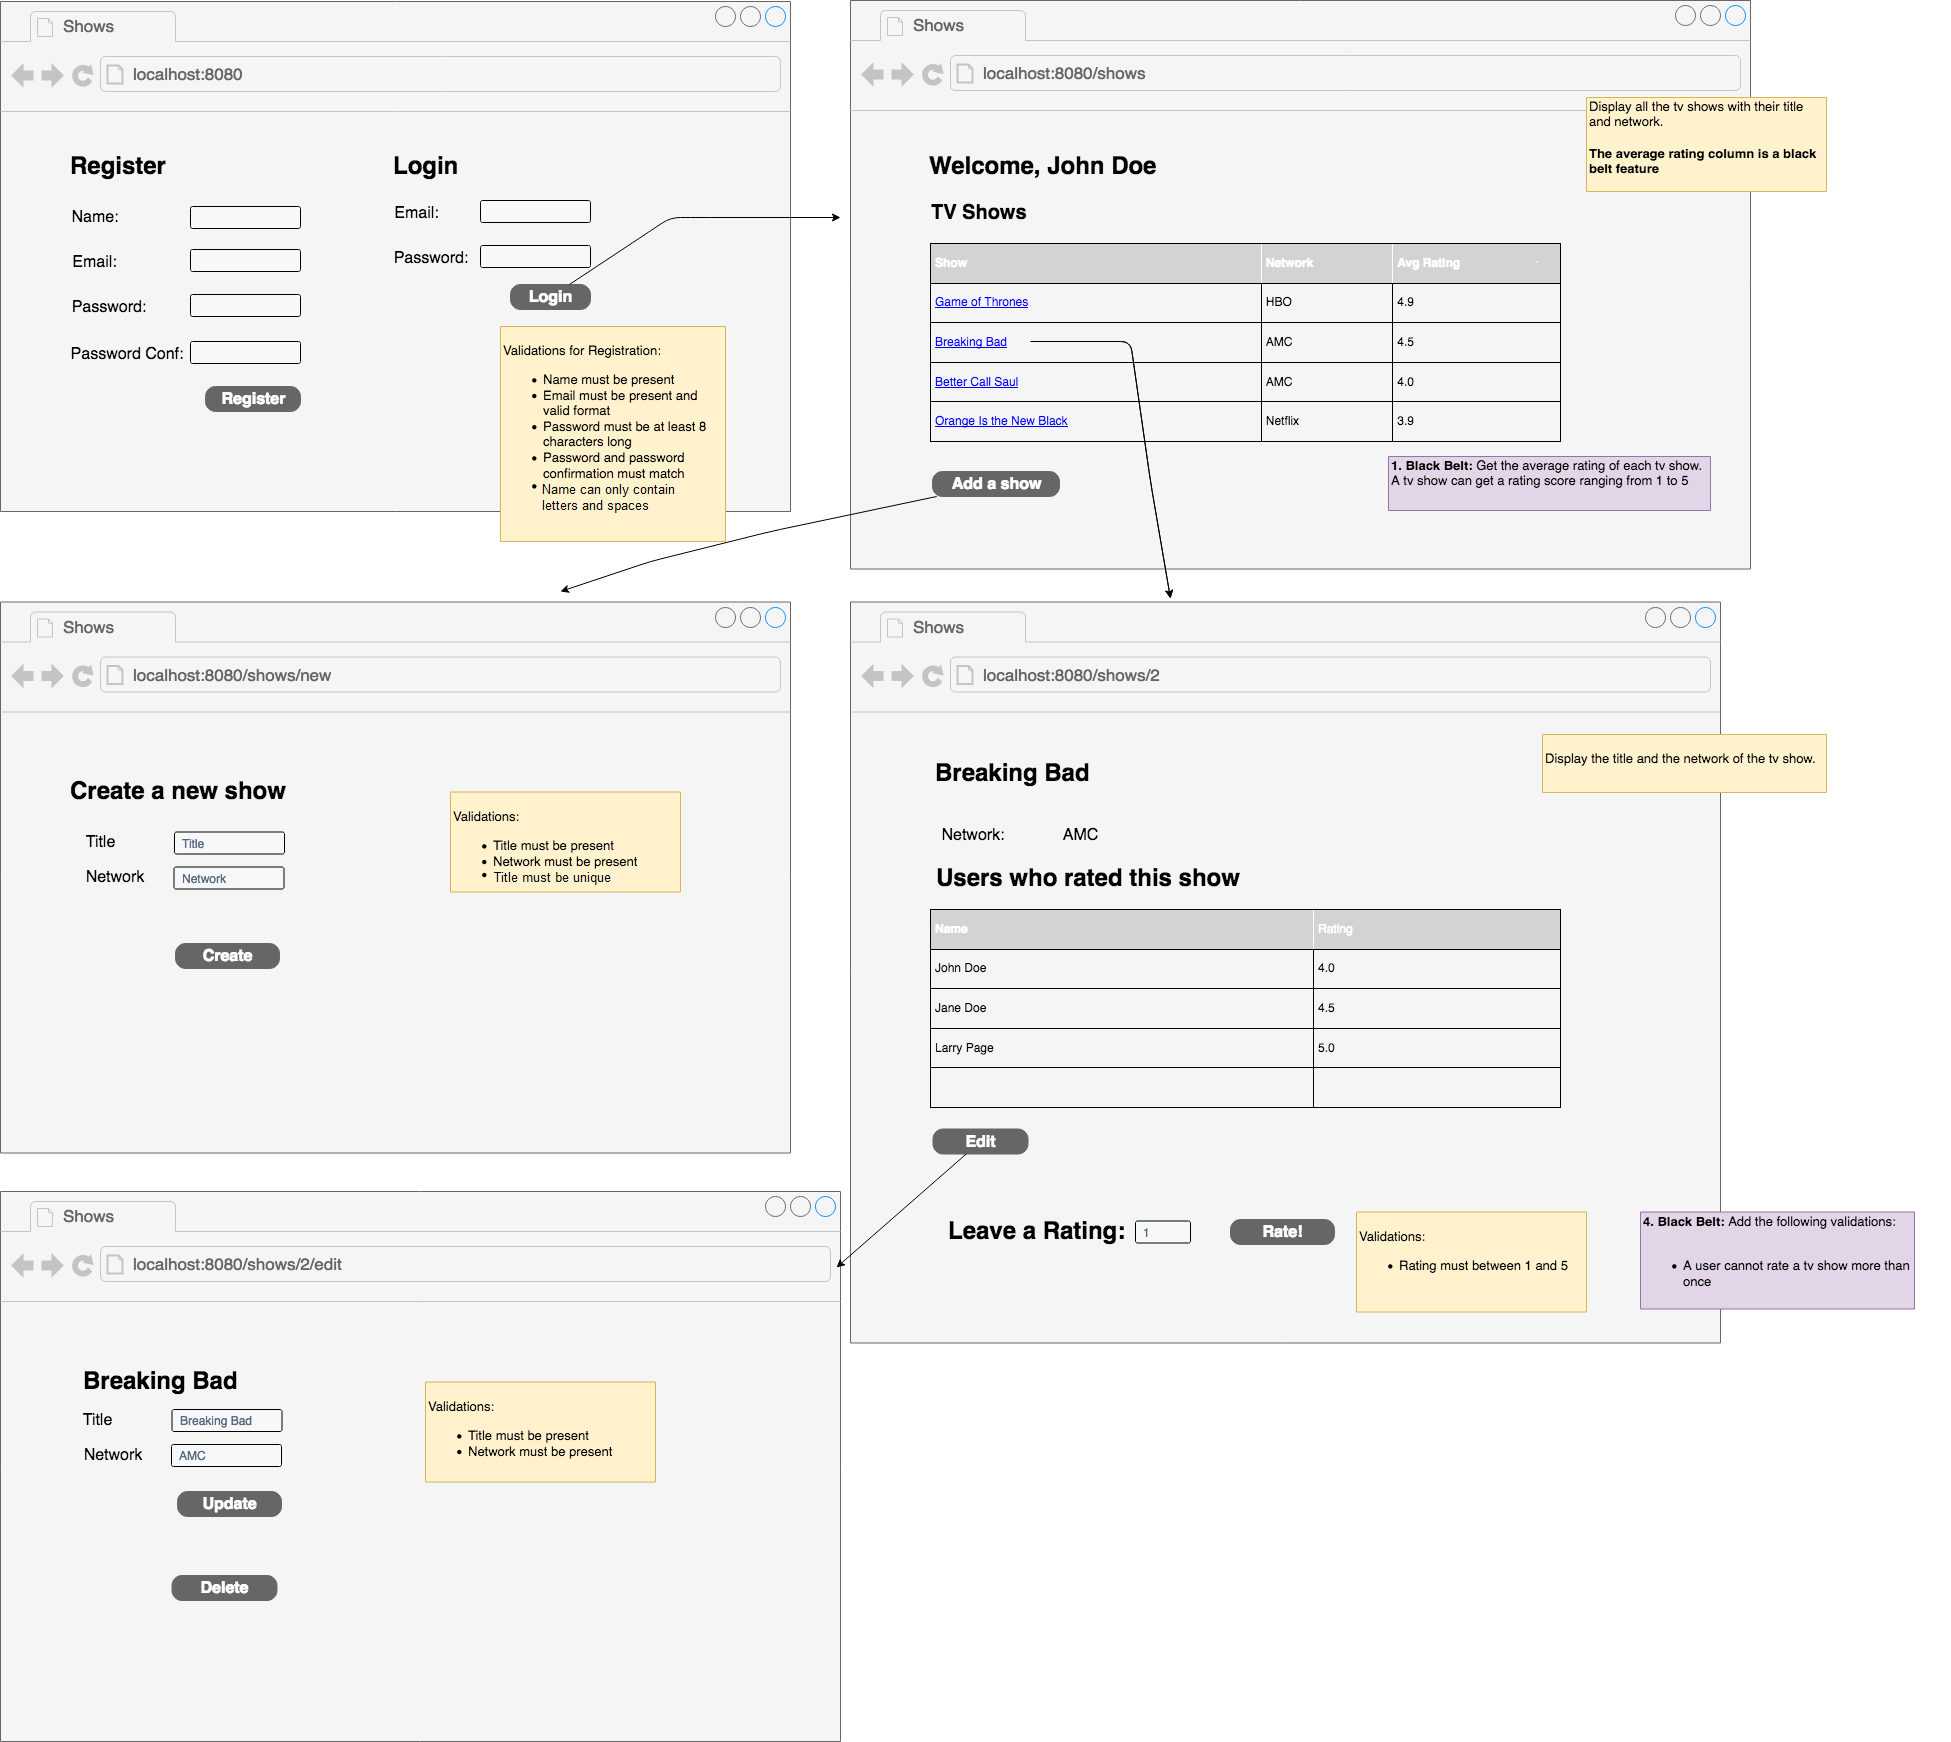 Shows
localhost:8080
Register
Name:
Email:
Password:
Password Conf:
Register
Login
Email:
Password:
Login
Validations for Registration:
Name must be present
Email must be present and
valid format
Password must be at least 8
characters long
Password and password
confirmation must match
Name can only contain
letters and spaces
Shows
localhost:8080/shows
Display all the tv shows with their title
and network.
The average rating column is a black
belt feature
Welcome, John Doe
TV Shows
Show Network Avg Rating
Game of Thrones HBO 4.9
Breaking Bad AMC 4.5
Better Call Saul AMC 4.0
Orange Is the New Black Netflix 3.9
Add a show
1. Black Belt: Get the average rating of each tv show.
A tv show can get a rating score ranging from 1 to 5
Shows
localhost:8080/shows/new
Create a new show
Title Title
Network Network
Create
Validations:
Title must be present
Network must be present
Title must be unique
Shows
localhost:8080/shows/2
Display the title and the network of the tv show.
Breaking Bad
Network: AMC
Users who rated this show
Name Rating
John Doe 4.0
Jane Doe 4.5
Larry Page 5.0
Edit
Leave a Rating: 1 Rate!
Validations:
Rating must between 1 and 5
4. Black Belt: Add the following validations:
A user cannot rate a tv show more than
once
Shows
localhost:8080/shows/2/edit
Breaking Bad
Title Breaking Bad
Network AMC
Update
Delete
Validations:
Title must be present
Network must be present